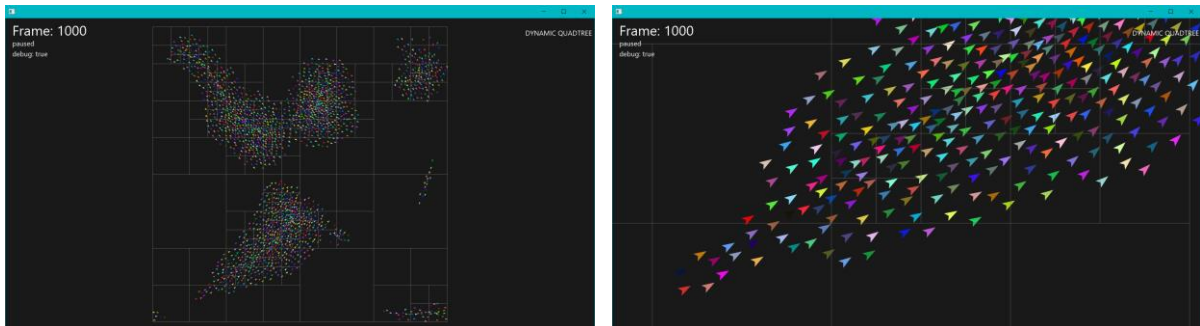 Frame: 1000
paused
debug: true
DYNAMIC QUADTREE
Frame: 1000
paused
debug: true
DYNAMIC QUADTREE